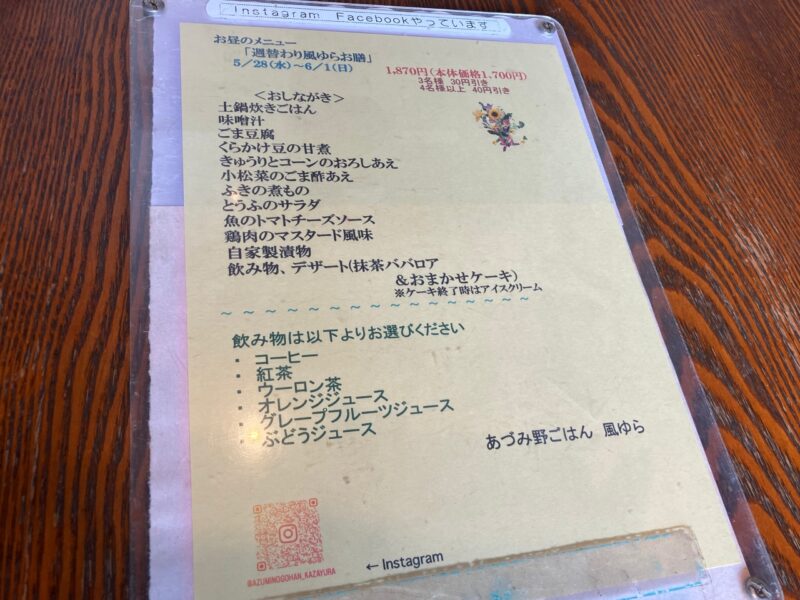 Instagram Facebookやっています
お昼のメニュー
「週替わり風ゆらお膳」
5/28(水)~6/1(日)
1,870円(本体価格1,700円)
3名様 30円引き
4名様以上 40円引き
<おしながき>
土鍋炊きごはん
味噌汁
ごま豆腐
くらかけ豆の甘煮
きゅうりとコーンのおろしあえ
小松菜のごま酢あえ
ふきの煮もの
とうふのサラダ
魚のトマトチーズソース
鶏肉のマスタード風味
自家製漬物
飲み物、デザート(抹茶ババロア
&おまかせケーキ)
※ケーキ終了時はアイスクリーム
~~~~~~~~~~~~~~~~~
飲み物は以下よりお選びください
・ コーヒー
・ 紅茶
・ ウーロン茶
・ オレンジジュース
・ グレープフルーツジュース
・ ぶどうジュース
あづみ野ごはん 風ゆら
@AZUMINOGOHAN_KAZAYURA
←Instagram